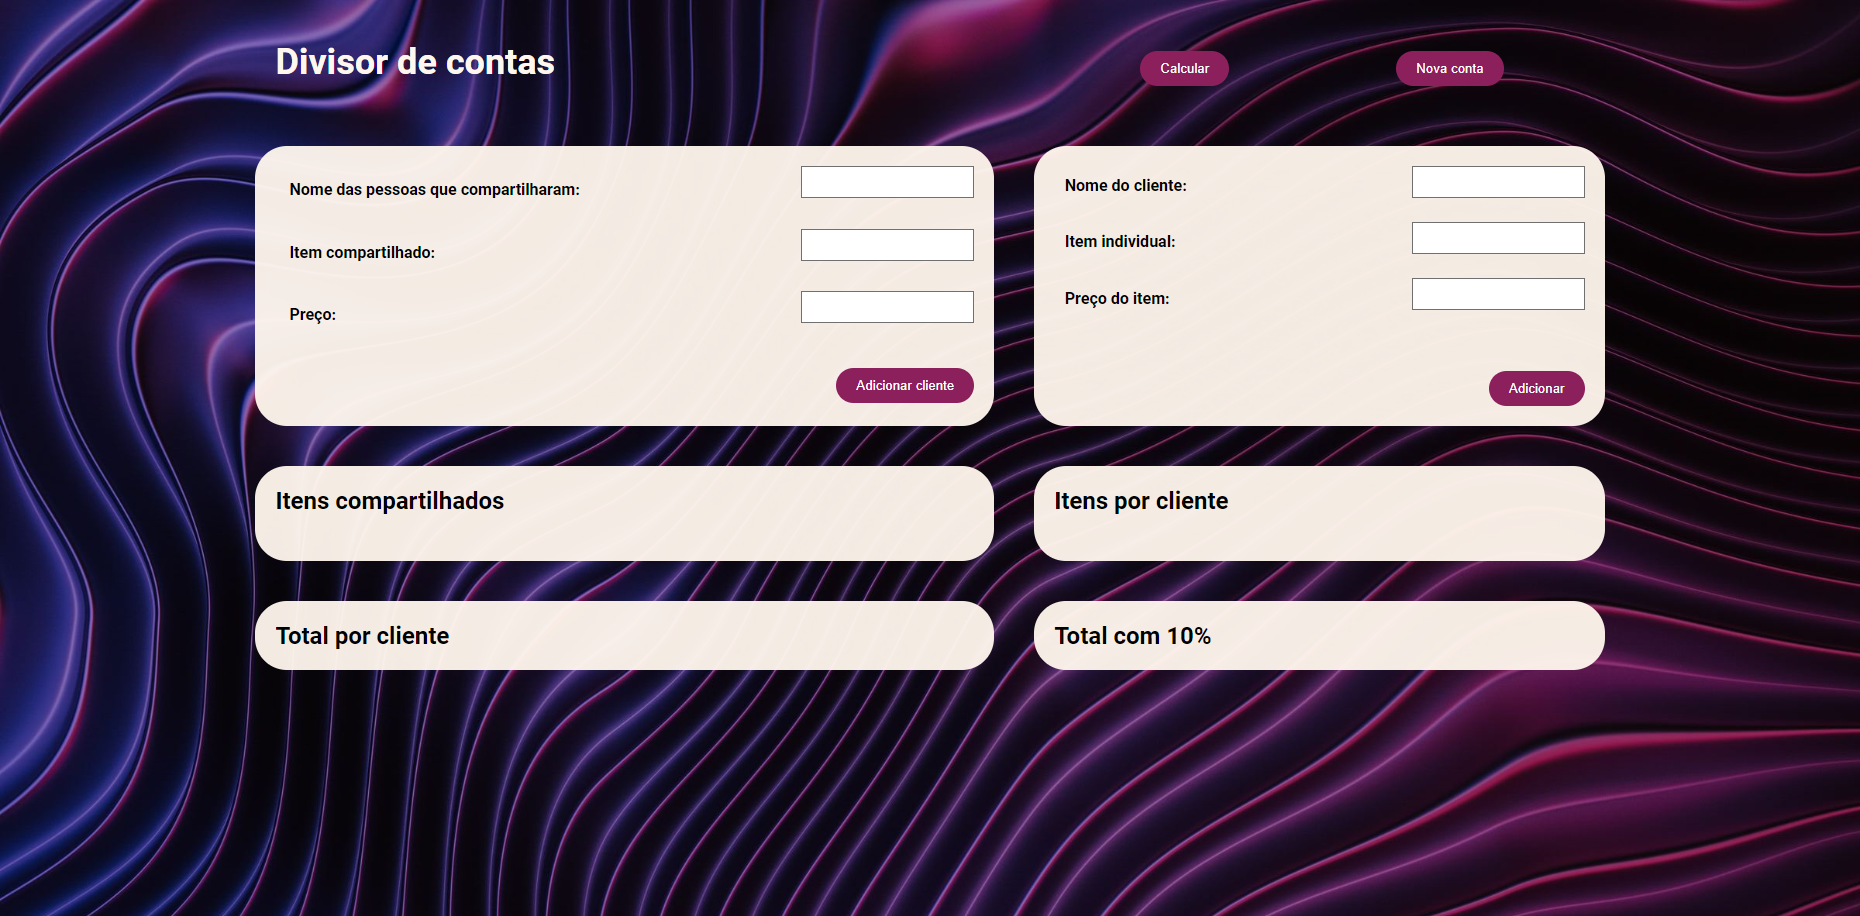 Divisor de contas
Calcular
Nova conta
Nome das pessoas que compartilharam:
Item compartilhado:
Preço:
Adicionar cliente
Nome do cliente:
Item individual:
Preço do item:
Adicionar
Itens compartilhados
Itens por cliente
Total por cliente
Total com 10%